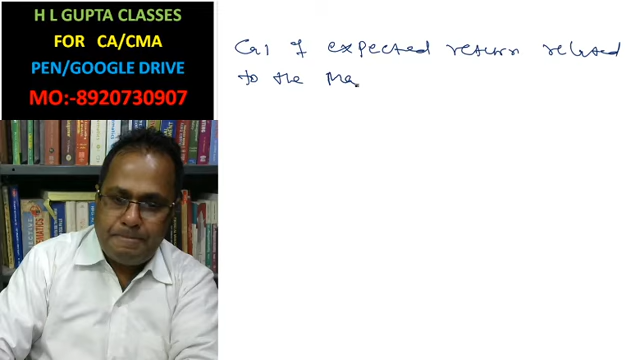 H L GUPTA CLASSES
FOR CA/CMA
PEN/GOOGLE DRIVE
MO:-8920730907
Cal of expected return related
to the Ma